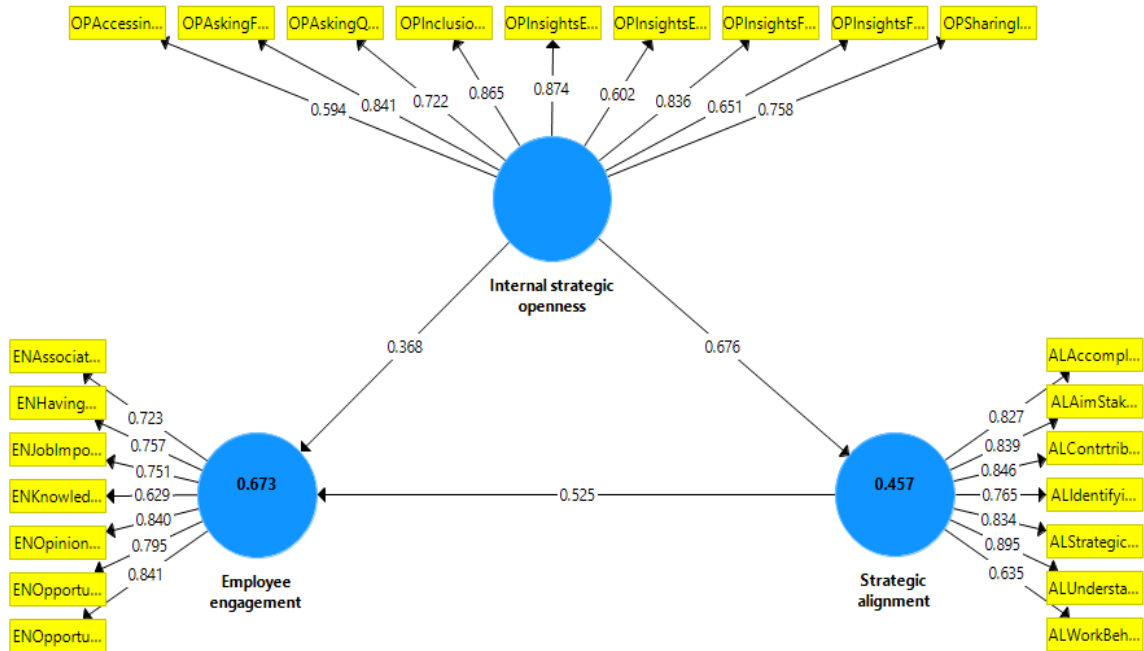 OPAccessin...
OPAskingF...
OPAskingQ...
OPInclusio...
OPInsightsE...
OPInsightsE...
OPInsightsF...
OPInsightsF...
OPSharingI...
0.594
0.841
0.722
0.865
0.874
0.602
0.836
0.651
0.758
Internal strategic
openness
0.368
0.676
ENAssociat...
ENHaving...
ENJobImpo...
ENKnowled...
ENOpinion...
ENOpportu...
ENOpportu...
0.723
0.757
0.751
0.629
0.840
0.795
0.841
0.673
Employee
engagement
0.525
0.457
Strategic
alignment
0.827
0.839
0.846
0.765
0.834
0.895
0.635
ALAccompl...
ALAimStak...
ALContrtrib...
ALIdentifyi...
ALStrategic...
ALUndersta...
ALWorkBeh...